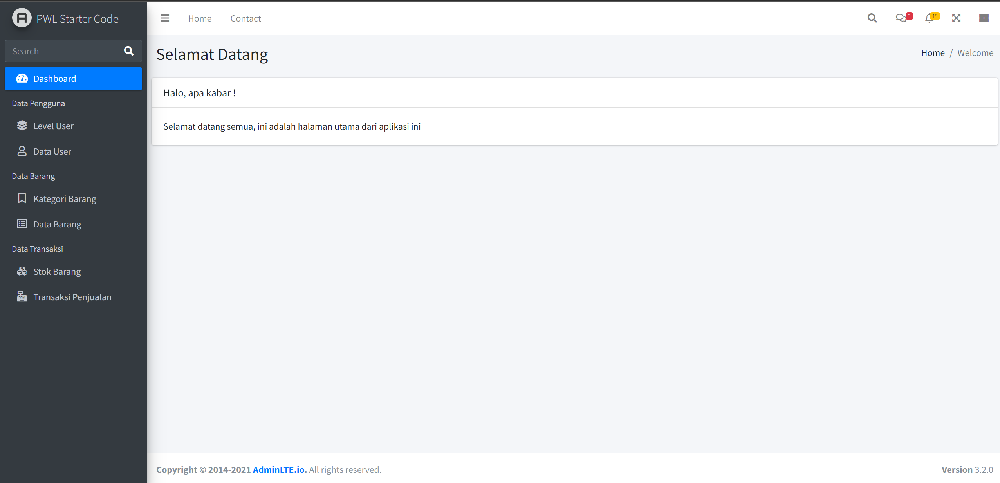 PWL Starter Code
Home
Contact
3
15
Search
Dashboard
Data Pengguna
Level User
Data User
Data Barang
Kategori Barang
Data Barang
Data Transaksi
Stok Barang
Transaksi Penjualan
Selamat Datang
Home / Welcome
Halo, apa kabar !
Selamat datang semua, ini adalah halaman utama dari aplikasi ini
Copyright © 2014-2021 AdminLTE.io. All rights reserved.
Version 3.2.0